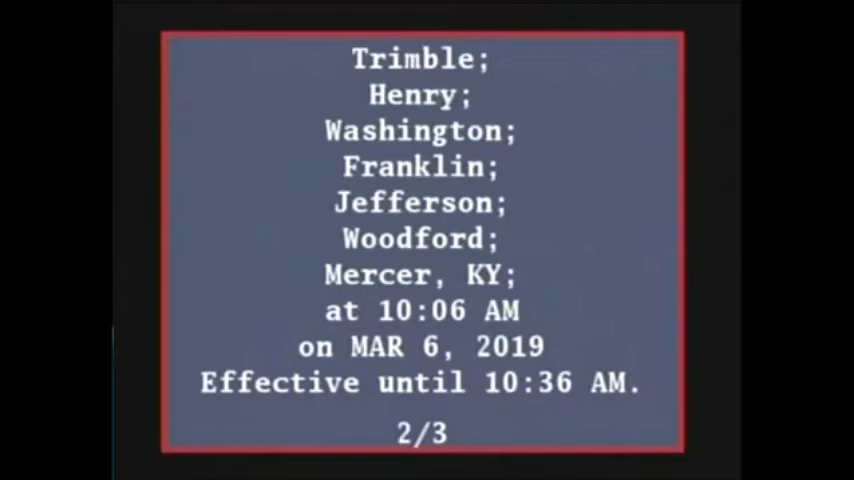 Trimble;
Henry;
Washington;
Franklin;
Jefferson;
Woodford;
Mercer, KY;
at 10:06 AM
on MAR 6, 2019
Effective until 10:36 AM.
2/3